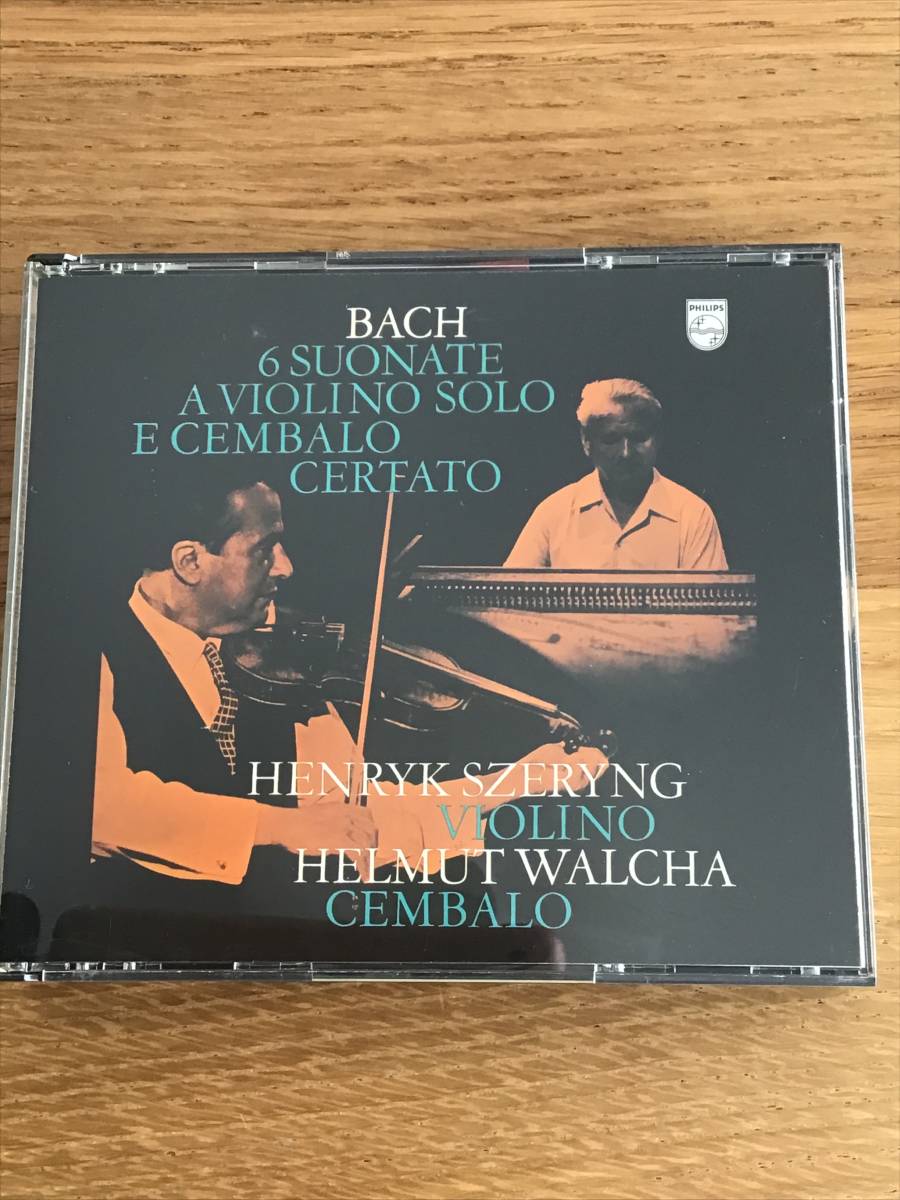 BACH
6 SUONATE
A VIOLINO SOLO
E CEMBALO
CERTATO
PHILIPS
HENRYK SZERYNG
VIOLINO
HELMUT WALCHA
CEMBALO